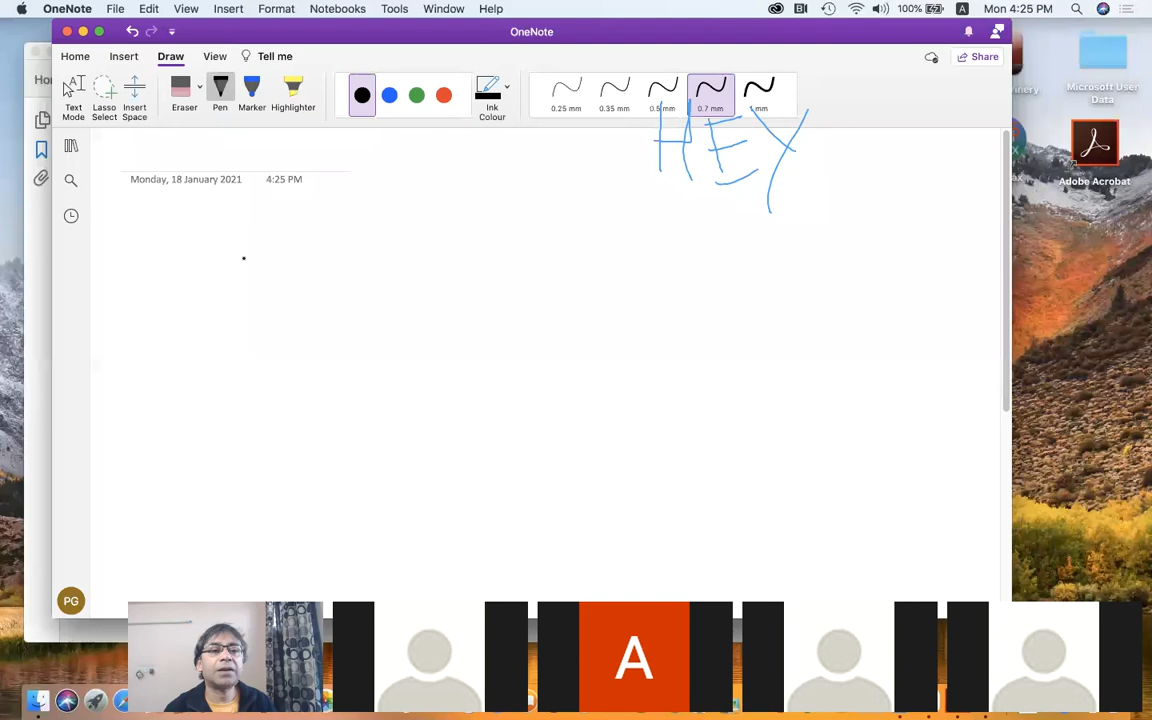 OneNote File Edit View Insert Format Notebooks Tools Window Help 100% A Mon 4:25 PM
OneNote
Home Insert Draw View Tell me Share
Text Mode Lasso Select Insert Space Eraser Pen Marker Highlighter Ink Colour 0.25 mm 0.35 mm 0.5 mm 0.7 mm mm
HEY
Monday, 18 January 2021 4:25 PM
Microsoft User Data
Adobe Acrobat
PG
A